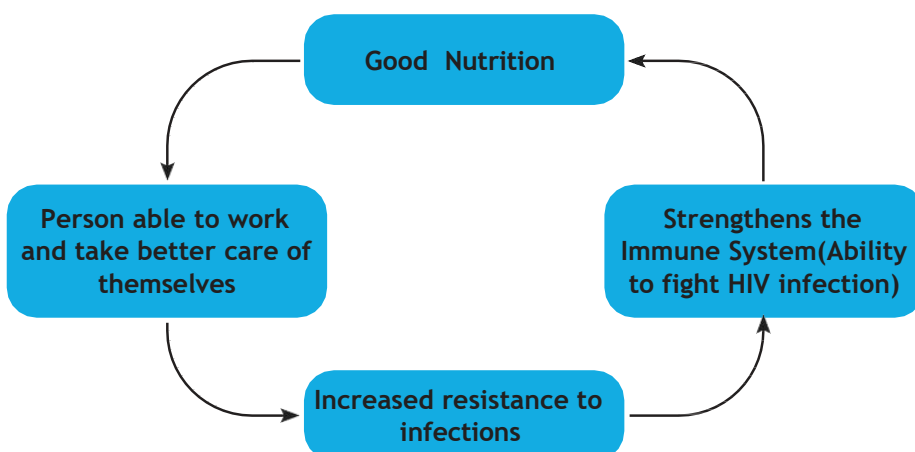 Good Nutrition
Person able to work
and take better care of
themselves
Strengthens the
Immune System(Ability
to fight HIV infection)
Increased resistance to
infections